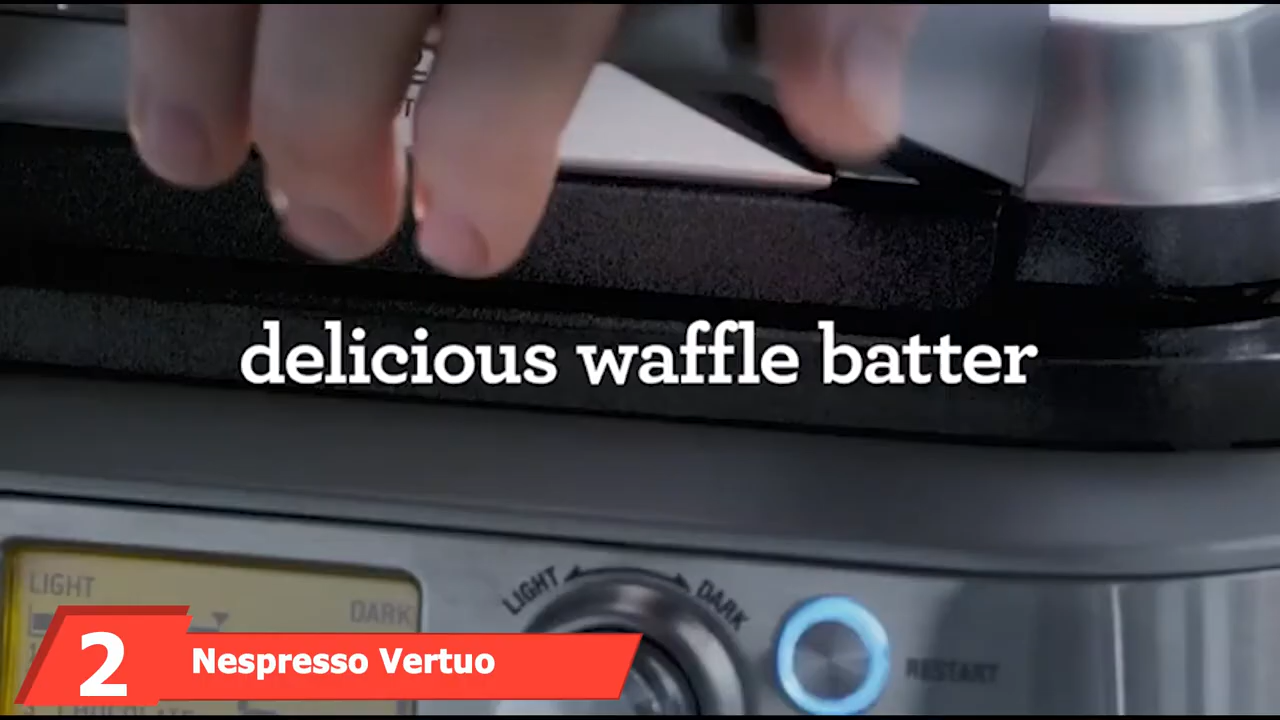 delicious waffle batter
LIGHT
DARK
LIGHT
DARK
RESTART
2
Nespresso Vertuo